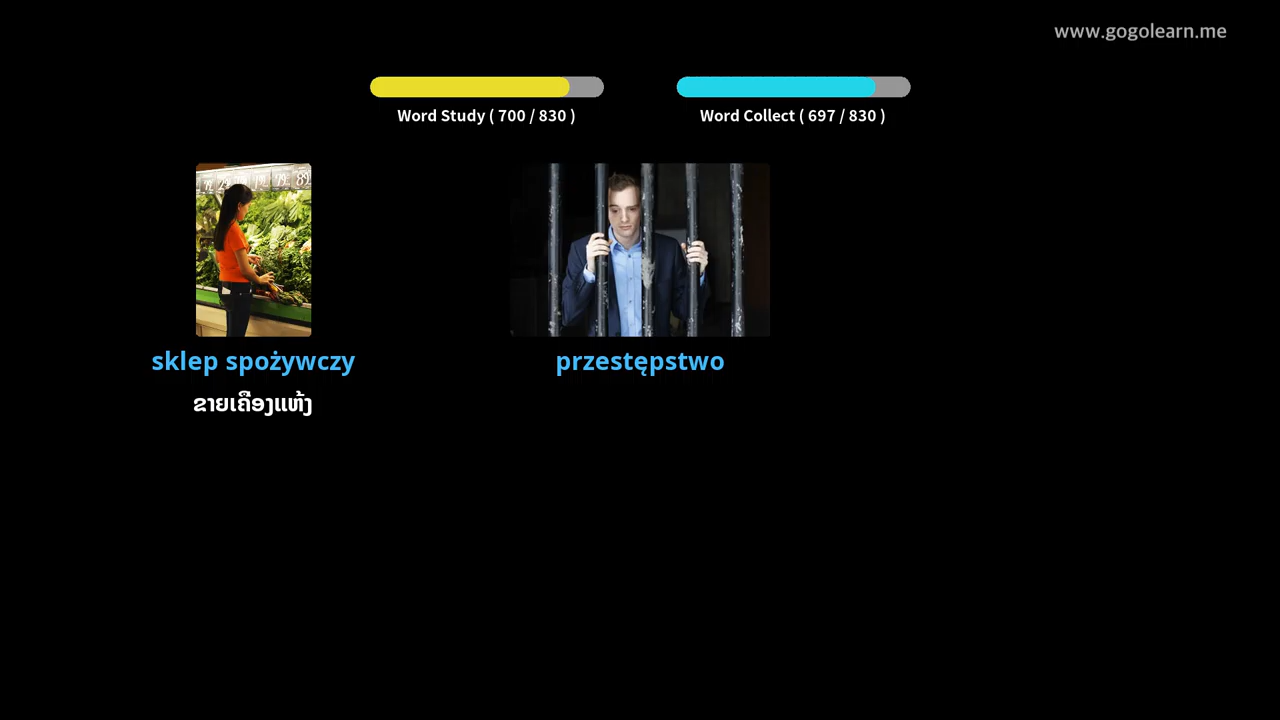 www.gogolearn.me
Word Study ( 700 / 830 )
Word Collect ( 697 / 830 )
sklep spożywczy
przestępstwo
ຂາຍເຄື່ອງແຫ້ງ